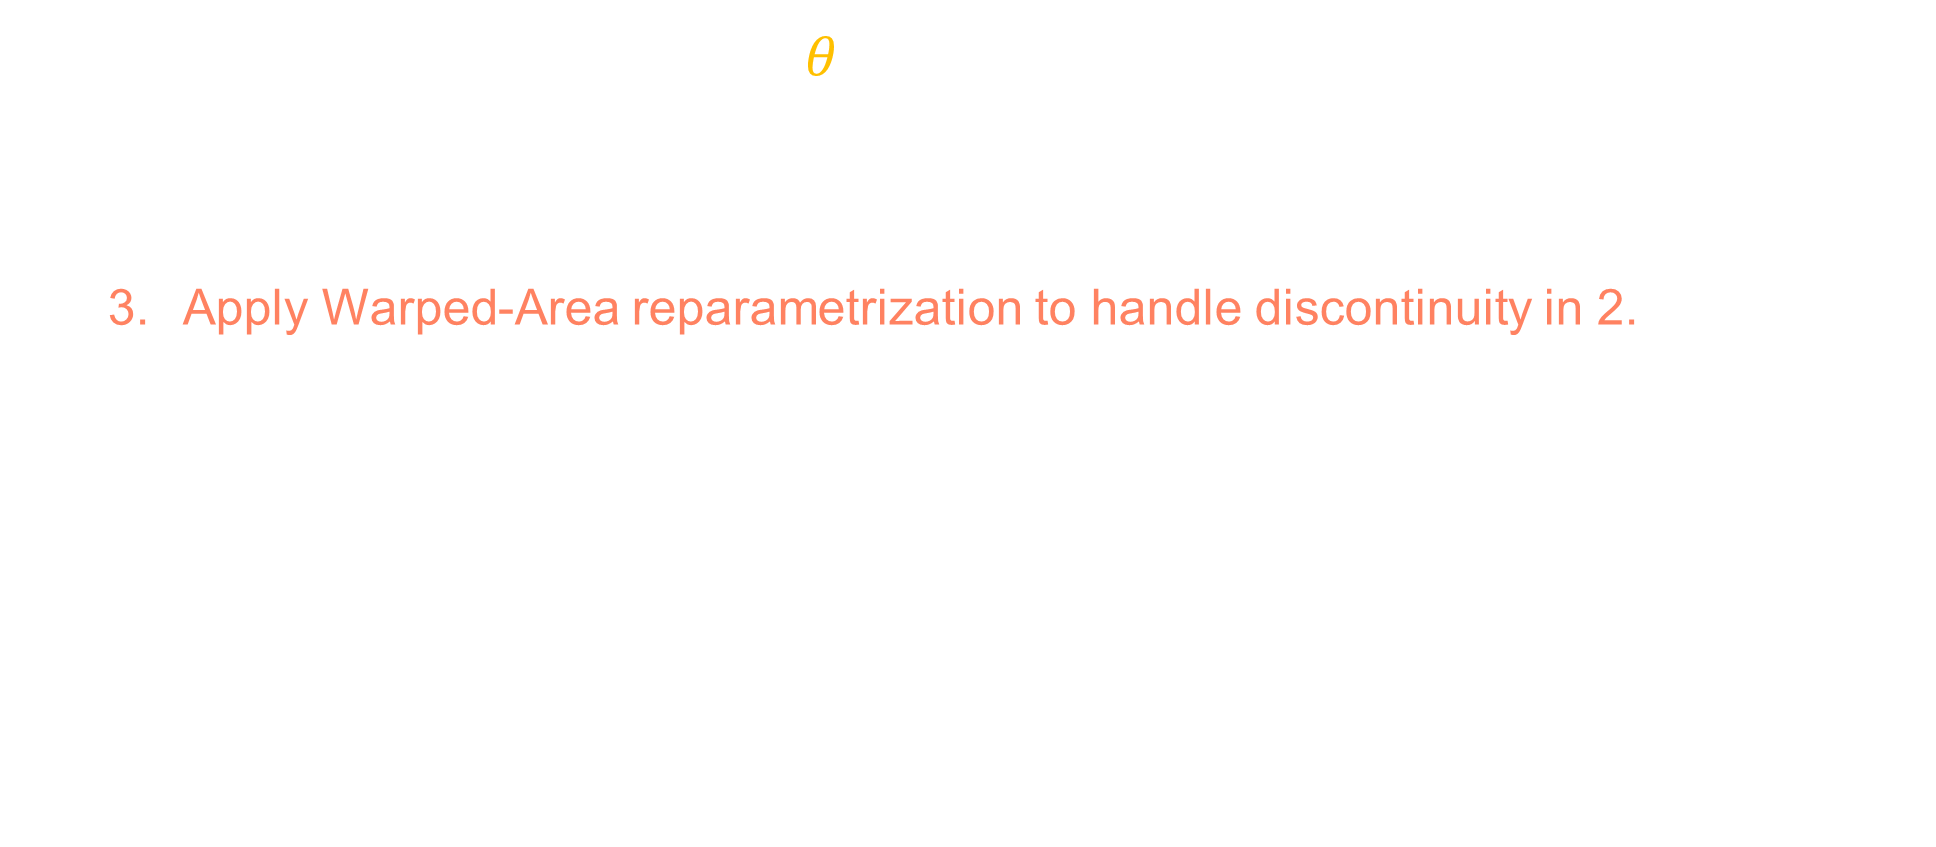 θ
3. Apply Warped-Area reparametrization to handle discontinuity in 2.